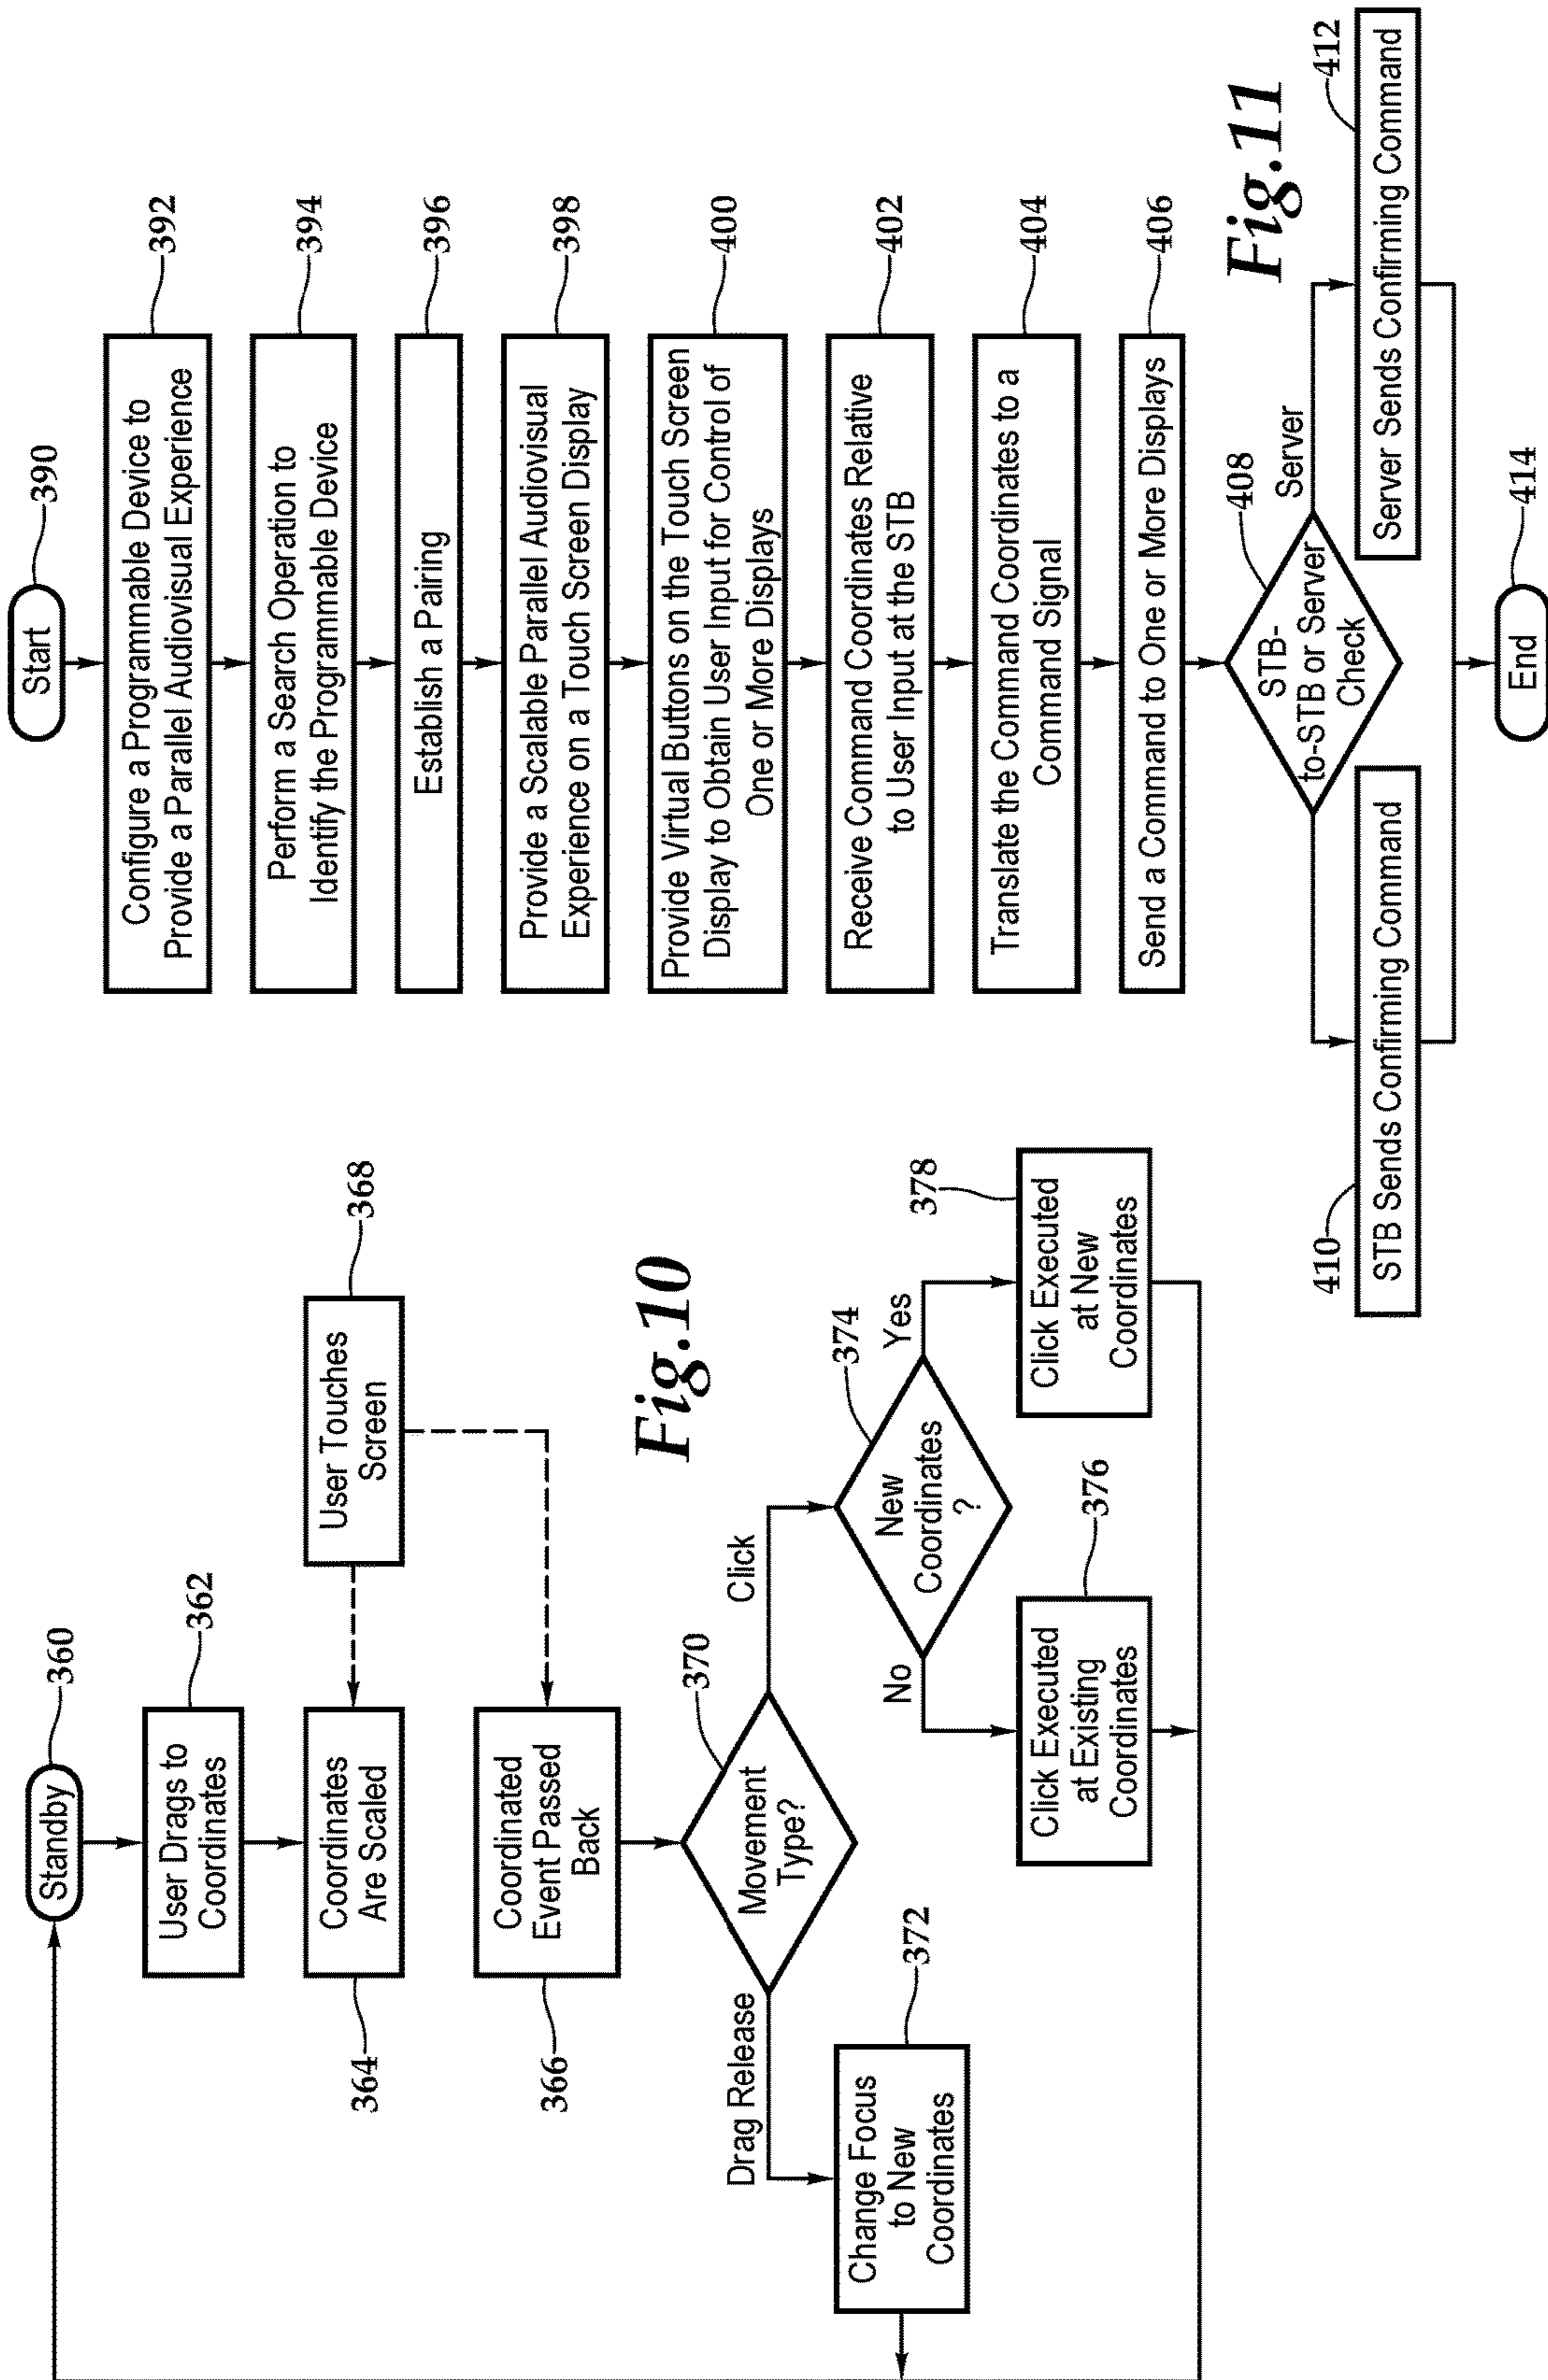 360
Standby
362
User Drags to
Coordinates
364
Coordinates
Are Scaled
368
User Touches
Screen
366
Coordinated
Event Passed
Back
370
Movement
Type?
Drag Release
Click
372
Change Focus
to New
Coordinates
374
New
Coordinates
?
No
Yes
376
Click Executed
at Existing
Coordinates
378
Click Executed
at New
Coordinates
Fig.10
Start
390
Configure a Programmable Device to
Provide a Parallel Audiovisual Experience
392
Perform a Search Operation to
Identify the Programmable Device
394
Establish a Pairing
396
Provide a Scalable Parallel Audiovisual
Experience on a Touch Screen Display
398
Provide Virtual Buttons on the Touch Screen
Display to Obtain User Input for Control of
One or More Displays
400
Receive Command Coordinates Relative
to User Input at the STB
402
Translate the Command Coordinates to a
Command Signal
404
Send a Command to One or More Displays
406
STB-
to-STB or Server
Check
408
Server
410
STB Sends Confirming Command
412
Server Sends Confirming Command
End
414
Fig.11